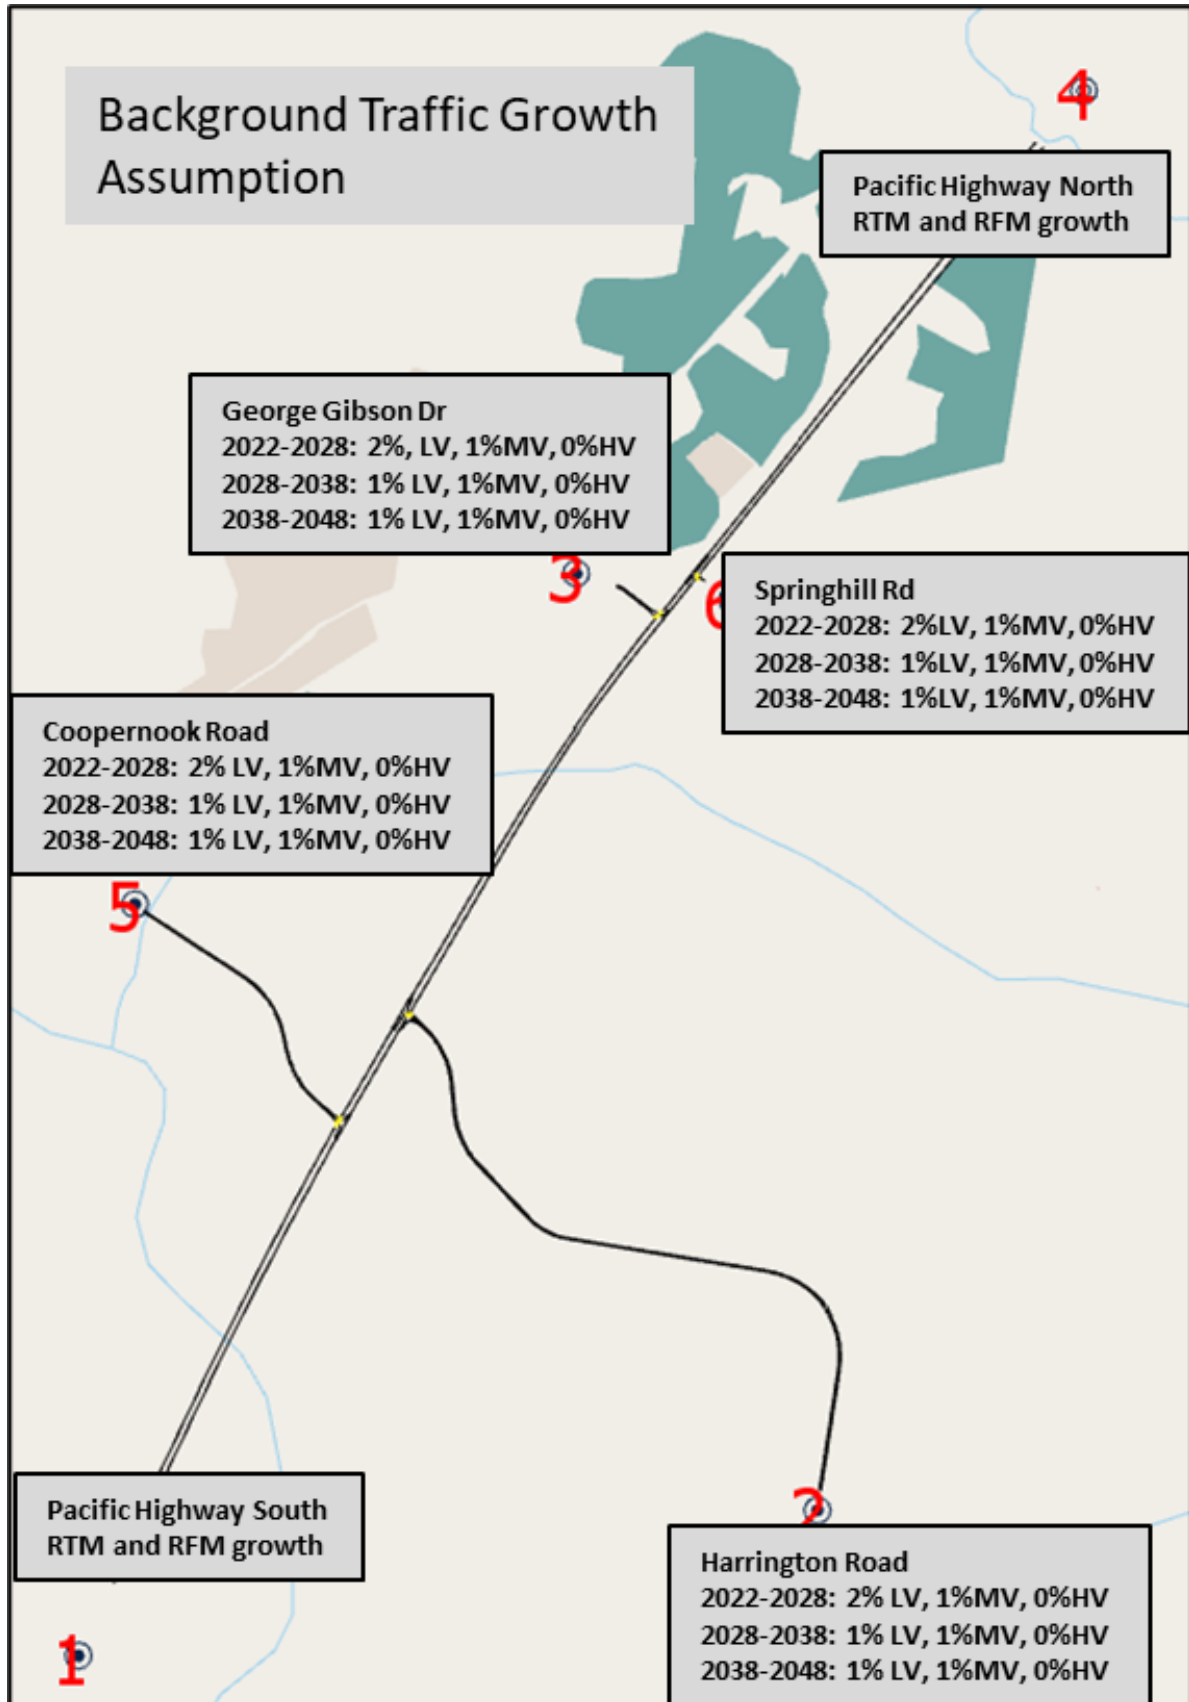 Background Traffic Growth
Assumption
4
Pacific Highway North
RTM and RFM growth
George Gibson Dr
2022-2028: 2%, LV, 1%MV, 0%HV
2028-2038: 1% LV, 1%MV, 0%HV
2038-2048: 1% LV, 1%MV, 0%HV
3
6
Springhill Rd
2022-2028: 2%LV, 1%MV, 0%HV
2028-2038: 1%LV, 1%MV, 0%HV
2038-2048: 1%LV, 1%MV, 0%HV
Coopernook Road
2022-2028: 2% LV, 1%MV, 0%HV
2028-2038: 1% LV, 1%MV, 0%HV
2038-2048: 1% LV, 1%MV, 0%HV
5
Pacific Highway South
RTM and RFM growth
2
Harrington Road
2022-2028: 2% LV, 1%MV, 0%HV
2028-2038: 1% LV, 1%MV, 0%HV
2038-2048: 1% LV, 1%MV, 0%HV
1